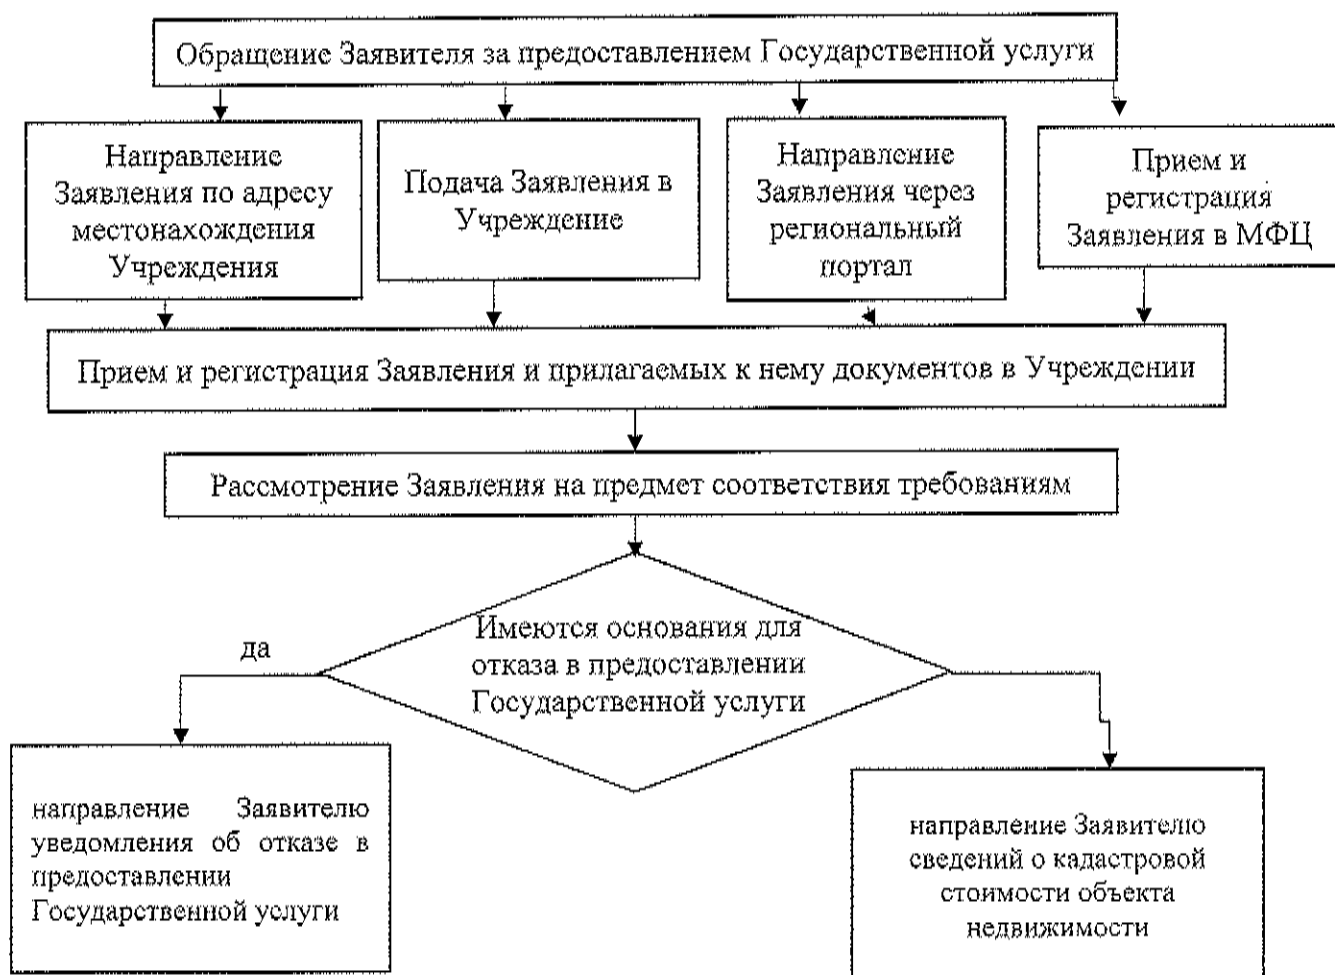 Обращение Заявителя за предоставлением Государственной услуги
Направление
Заявления по адресу
местонахождения
Учреждения
Подача Заявления в
Учреждение
Направление
Заявления через
региональный
портал
Прием и
регистрация
Заявления в МФЦ
Прием и регистрация Заявления и прилагаемых к нему документов в Учреждении
Рассмотрение Заявления на предмет соответствия требованиям
Имеются основания для
отказа в предоставлении
Государственной услуги
да
направление Заявителю
уведомления об отказе в
предоставлении
Государственной услуги
направление Заявителю
сведений о кадастровой
стоимости объекта
недвижимости